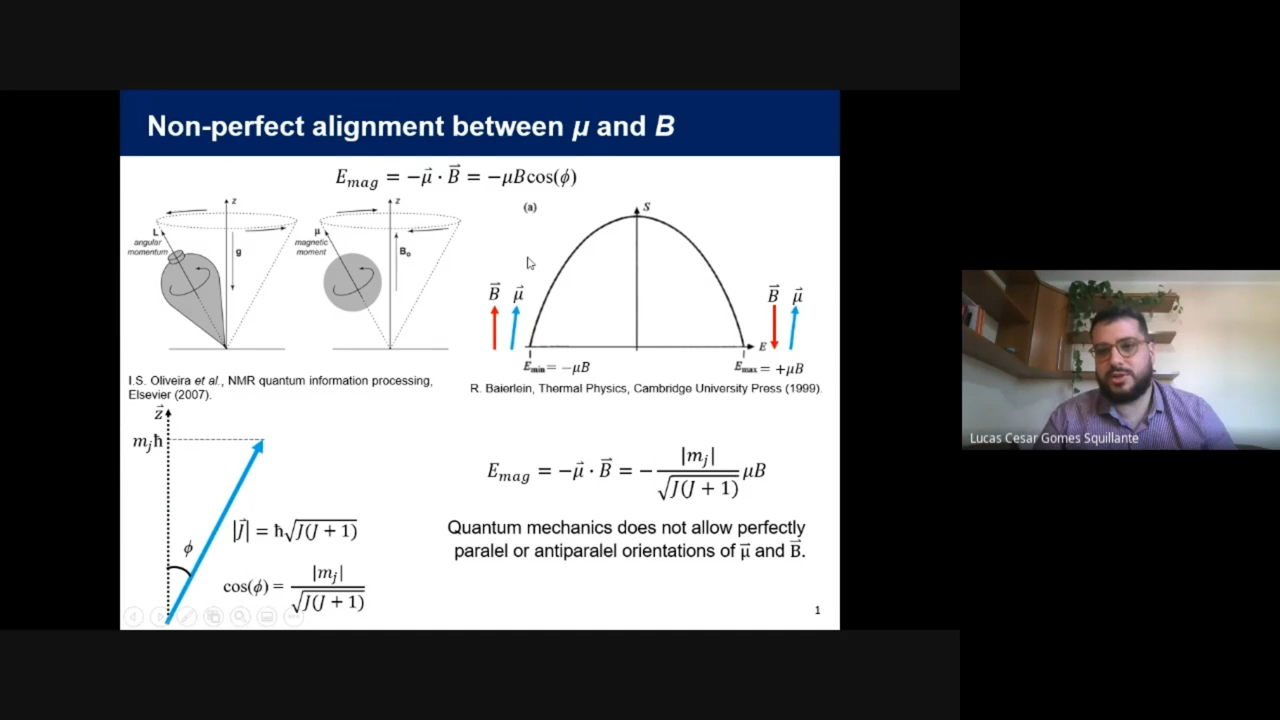 Non-perfect alignment between μ and B
E_mag = −μ⃗ · B⃗ = −μBcos(ϕ)
z
L
angular
momentum
g
z
μ
magnetic
moment
B₀
(a)
S
B⃗ μ⃗
B⃗ μ⃗
E
E_min = −μB
E_max = +μB
I.S. Oliveira et al., NMR quantum information processing,
Elsevier (2007).
R. Baierlein, Thermal Physics, Cambridge University Press (1999).
z⃗
m_jħ
ϕ
|J⃗| = ħ√(J(J + 1))
cos(ϕ) = |m_j| / √(J(J + 1))
E_mag = −μ⃗ · B⃗ = − |m_j| / √(J(J + 1)) μB
Quantum mechanics does not allow perfectly
paralel or antiparalel orientations of μ⃗ and B⃗.
1
Lucas Cesar Gomes Squillante